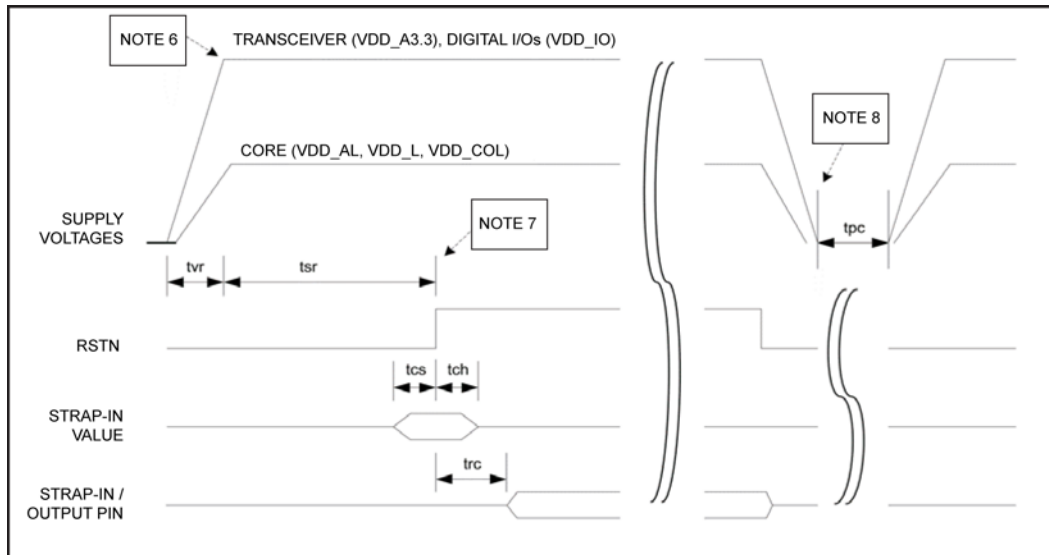 NOTE 6
TRANSCEIVER (VDD_A3.3), DIGITAL I/Os (VDD_IO)
NOTE 8
CORE (VDD_AL, VDD_L, VDD_COL)
SUPPLY
VOLTAGES
NOTE 7
tpc
tvr
tsr
RSTN
tcs
tch
STRAP-IN
VALUE
trc
STRAP-IN /
OUTPUT PIN